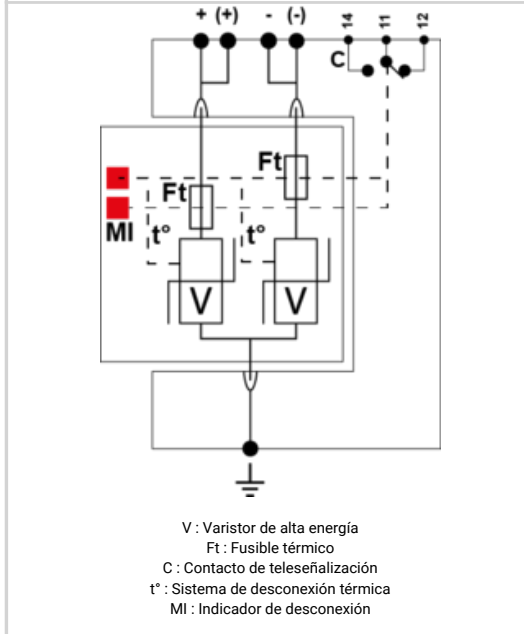 + (+) - (-) 14 11 12
C
Ft
- Ft
MI t° t°
V V
V : Varistor de alta energía
Ft : Fusible térmico
C : Contacto de teleseñalización
t° : Sistema de desconexión térmica
MI : Indicador de desconexión